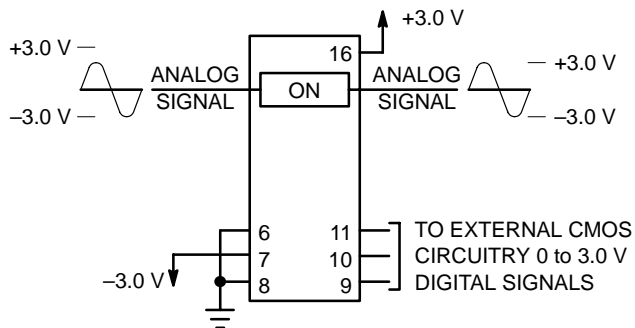 +3.0 V
+3.0 V
16
ANALOG
SIGNAL
ON
ANALOG
SIGNAL
+3.0 V
–3.0 V
–3.0 V
6
7
8
–3.0 V
11
10
9
TO EXTERNAL CMOS
CIRCUITRY 0 to 3.0 V
DIGITAL SIGNALS